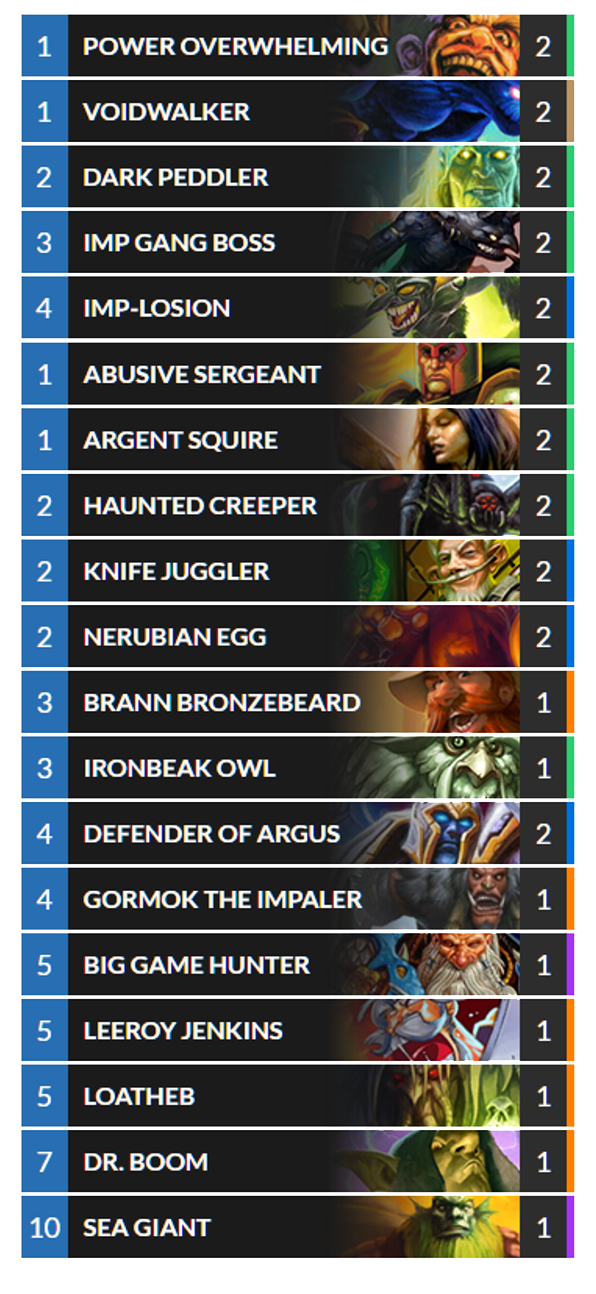 1 POWER OVERWHELMING 2
1 VOIDWALKER 2
2 DARK PEDDLER 2
3 IMP GANG BOSS 2
4 IMP-LOSION 2
1 ABUSIVE SERGEANT 2
1 ARGENT SQUIRE 2
2 HAUNTED CREEPER 2
2 KNIFE JUGGLER 2
2 NERUBIAN EGG 2
3 BRANN BRONZEBEARD 1
3 IRONBEAK OWL 1
4 DEFENDER OF ARGUS 2
4 GORMOK THE IMPALER 1
5 BIG GAME HUNTER 1
5 LEEROY JENKINS 1
5 LOATHEB 1
7 DR. BOOM 1
10 SEA GIANT 1